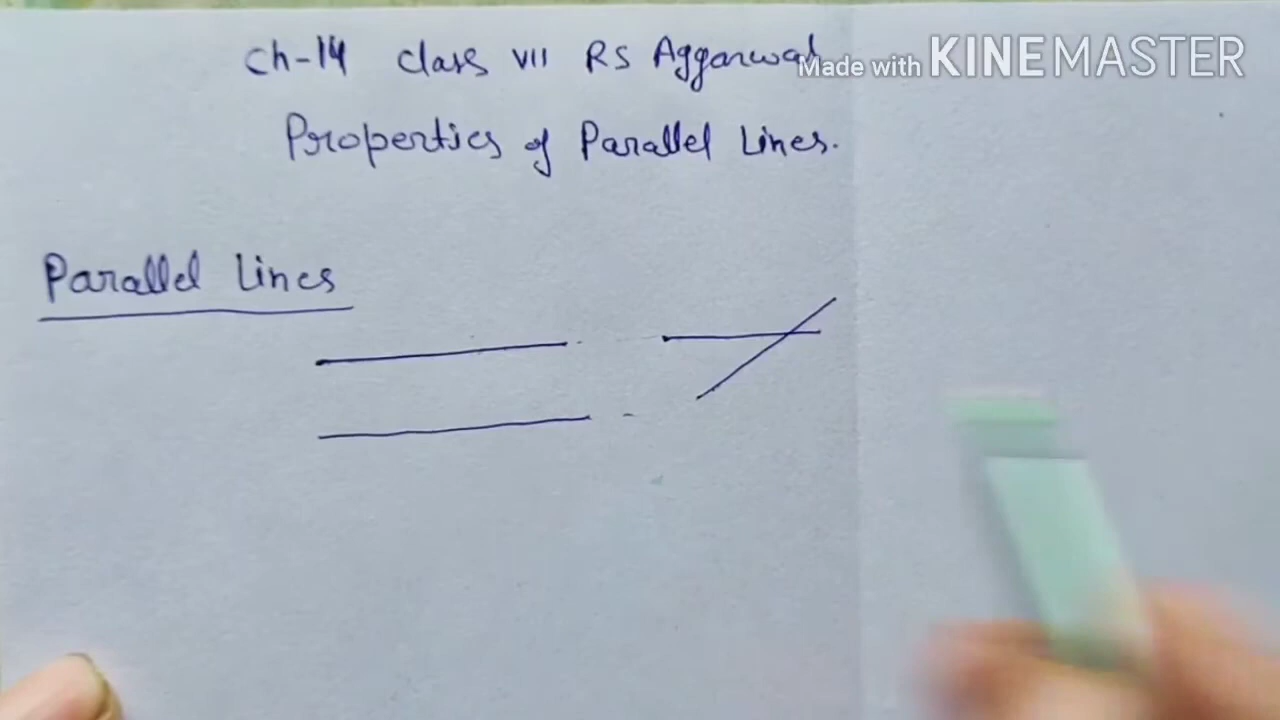 Ch-14 Class VII RS Aggarwal
Made with KINEMASTER
Properties of Parallel Lines.
Parallel Lines